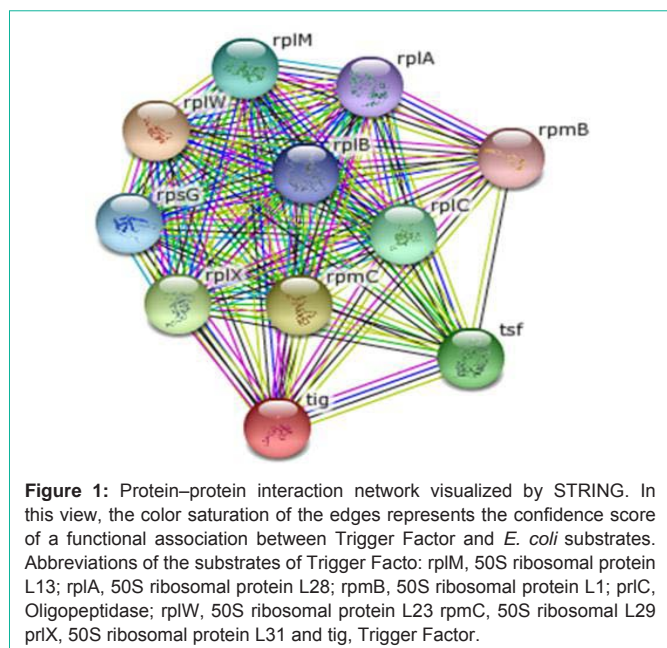 rplM
rplA
rplW
rpmB
rplB
rpsG
rplC
rplX
rpmC
tsf
tig
Figure 1: Protein–protein interaction network visualized by STRING. In
this view, the color saturation of the edges represents the confidence score
of a functional association between Trigger Factor and E. coli substrates.
Abbreviations of the substrates of Trigger Facto: rplM, 50S ribosomal protein
L13; rplA, 50S ribosomal protein L28; rpmB, 50S ribosomal protein L1; prlC,
Oligopeptidase; rplW, 50S ribosomal protein L23 rpmC, 50S ribosomal L29
prlX, 50S ribosomal protein L31 and tig, Trigger Factor.